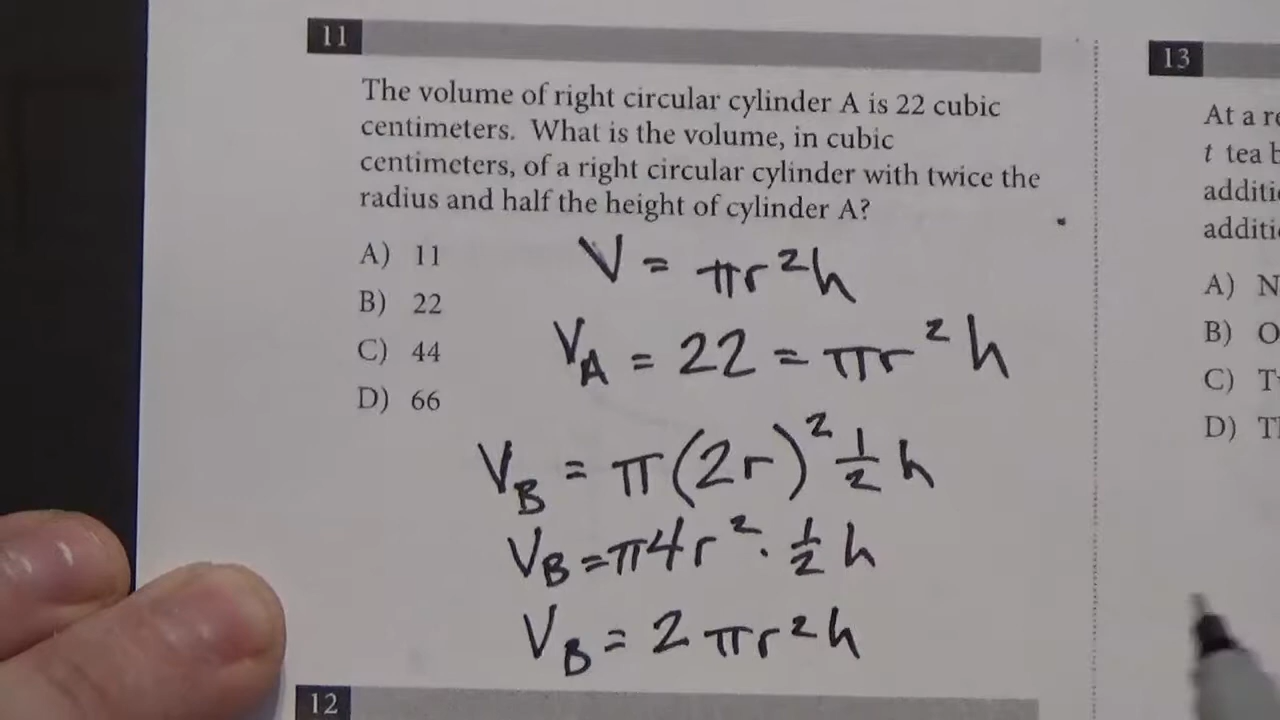 11
The volume of right circular cylinder A is 22 cubic
centimeters. What is the volume, in cubic
centimeters, of a right circular cylinder with twice the
radius and half the height of cylinder A?
A) 11
B) 22
C) 44
D) 66
V = πr²h
V_A = 22 = πr²h
V_B = π(2r)² ½ h
V_B = π4r² · ½ h
V_B = 2πr²h
12
13
At a
t tea
A)
B)
C)
D)